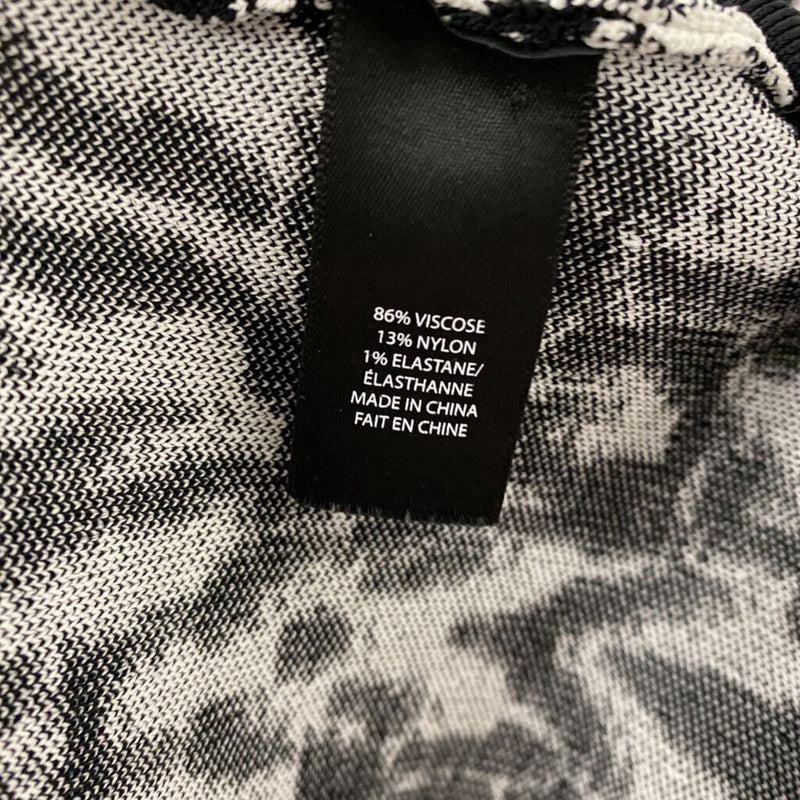 86% VISCOSE
13% NYLON
1% ELASTANE/
ÉLASTHANNE
MADE IN CHINA
FAIT EN CHINE